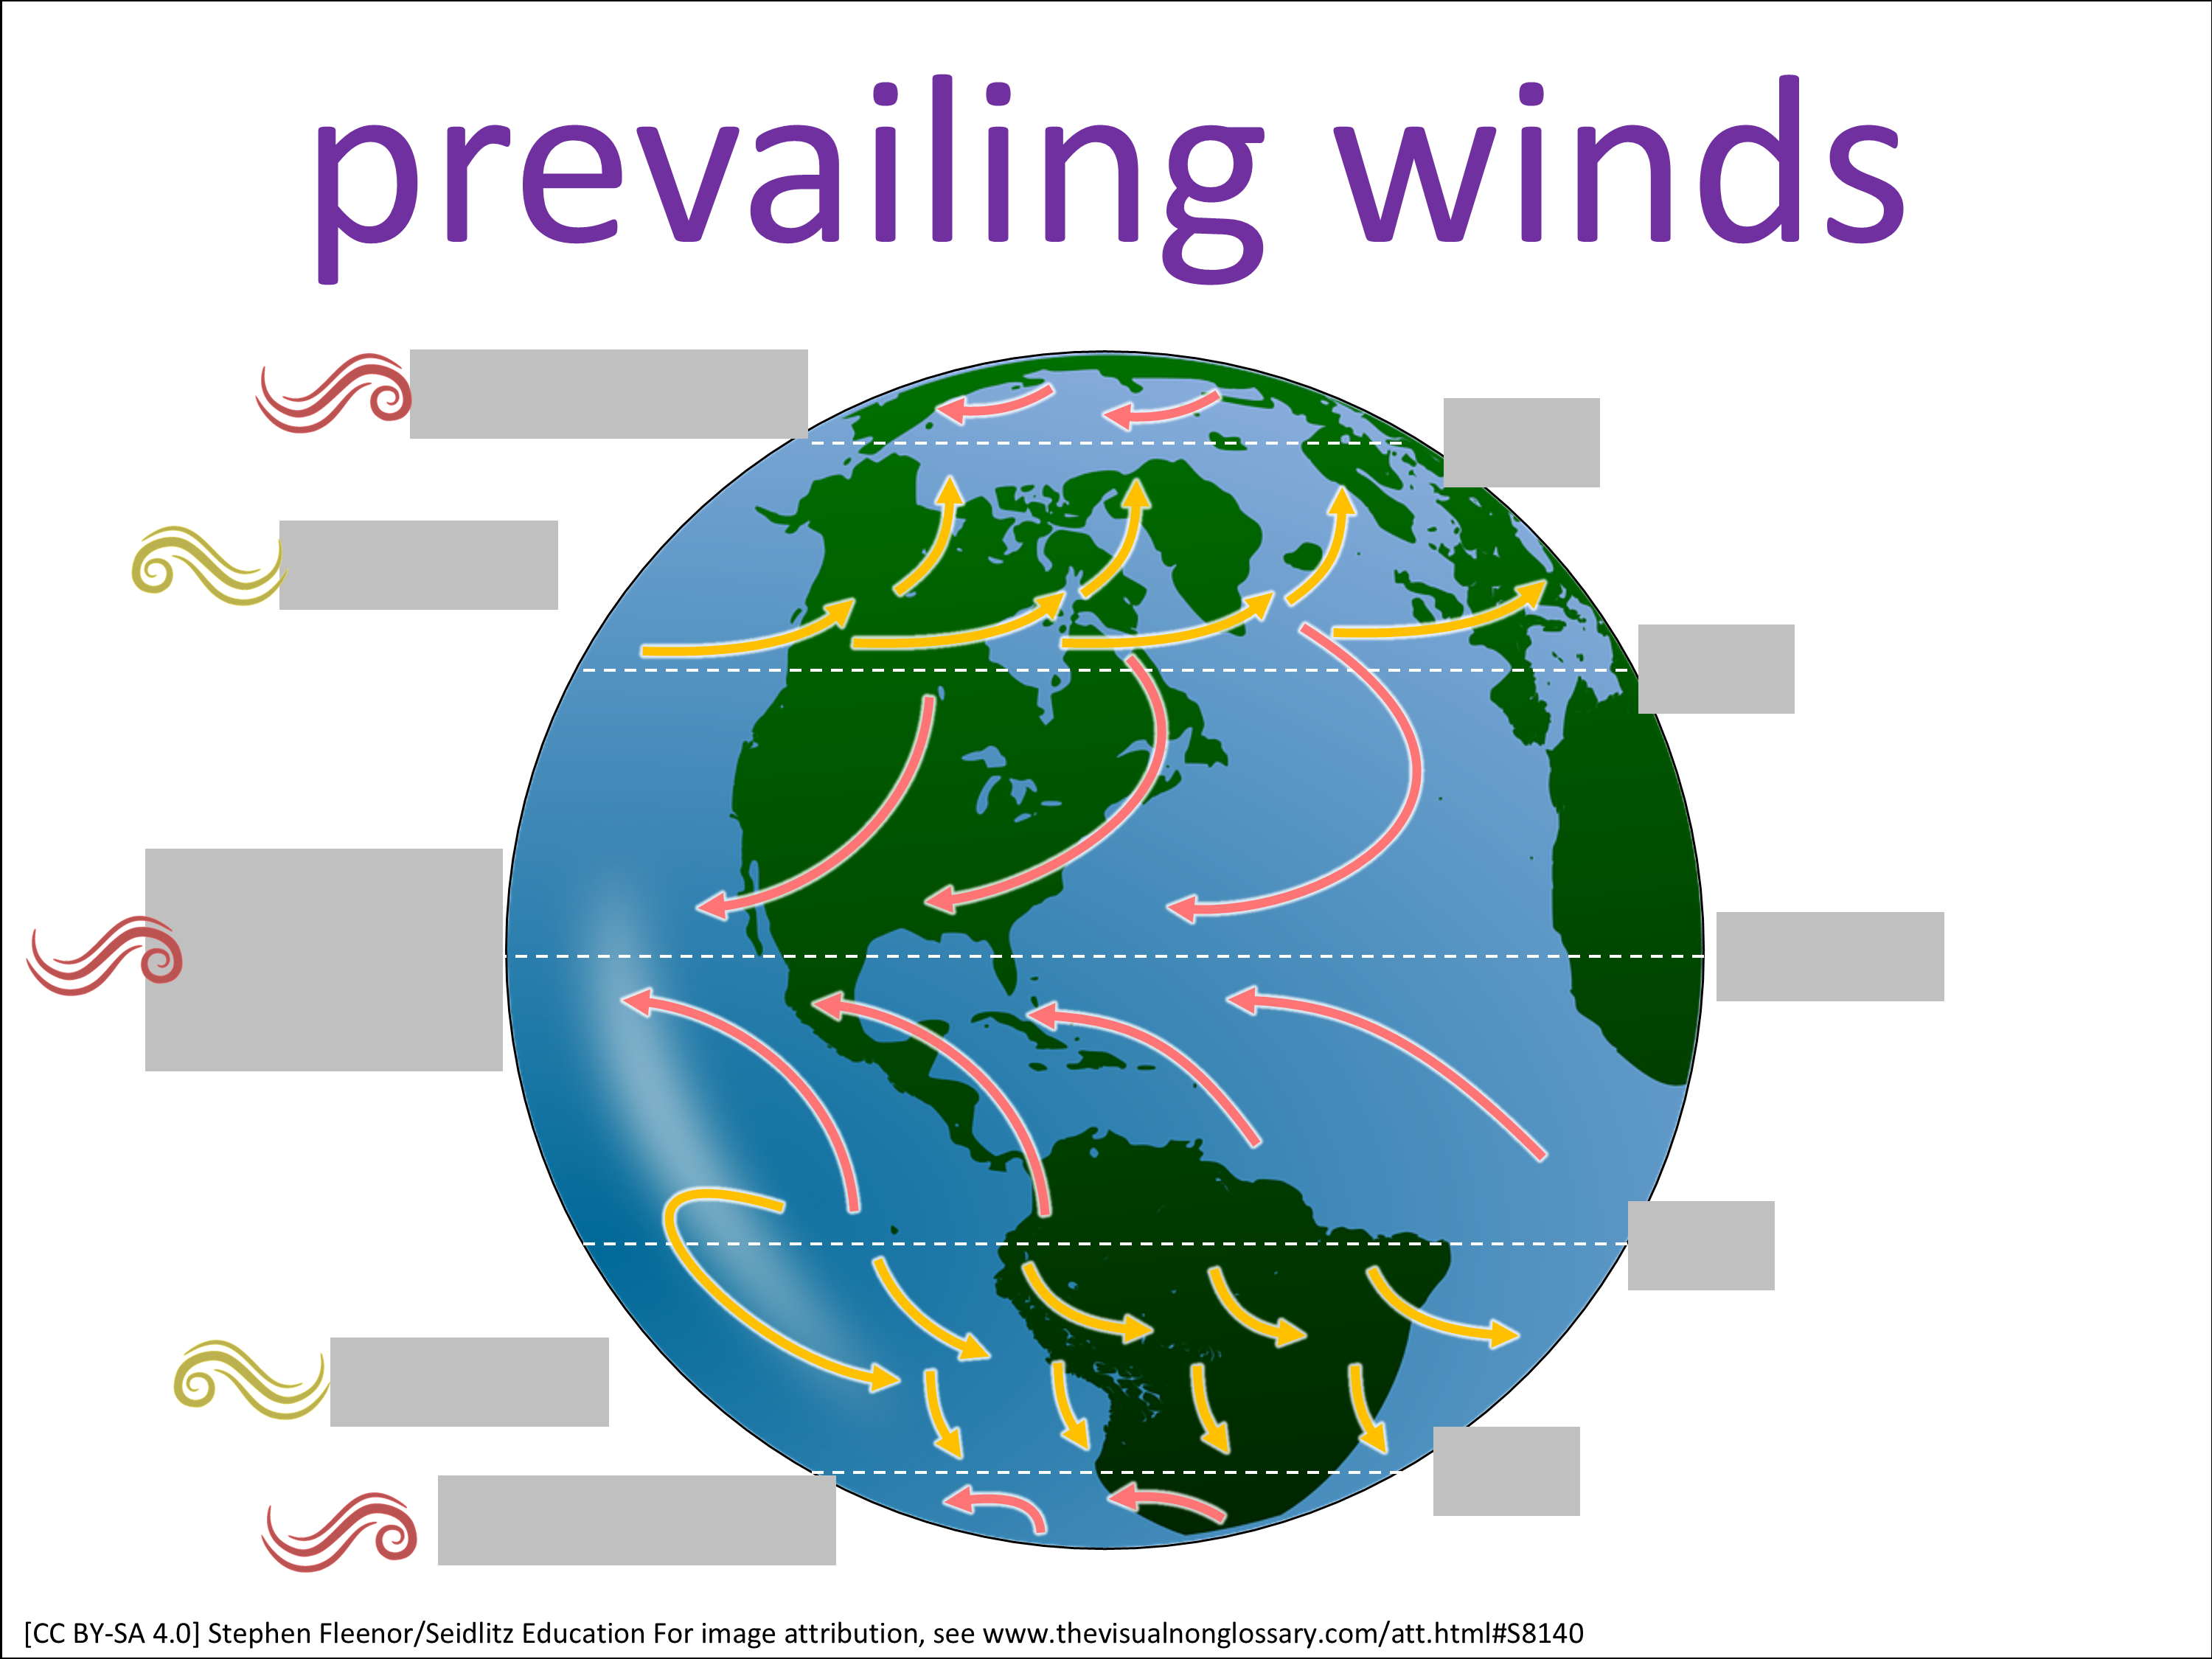 prevailing winds
[CC BY-SA 4.0] Stephen Fleenor/Seidlitz Education For image attribution, see www.thevisualnonglossary.com/att.html#S8140